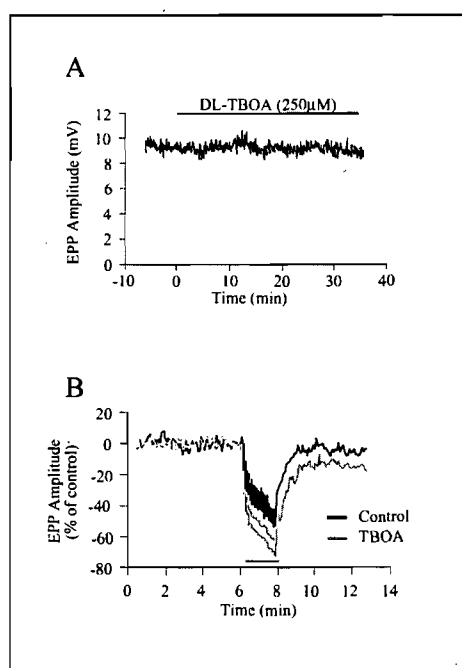 A
DL-TBOA (250µM)
12
10
8
6
4
2
0
EPP Amplitude (mV)
-10 0 10 20 30 40
Time (min)
B
20
0
-20
-40
-60
-80
EPP Amplitude
(% of control)
Control
TBOA
0 2 4 6 8 10 12 14
Time (min)